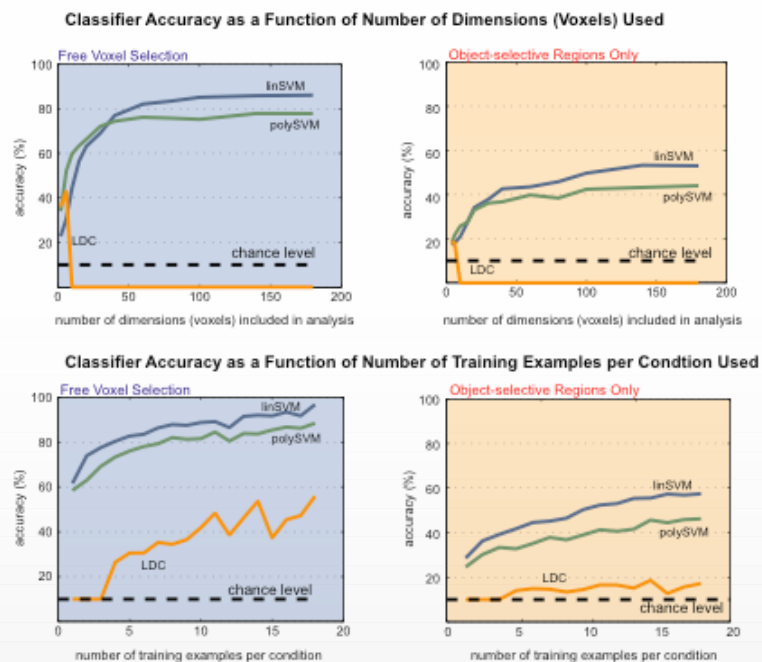 Classifier Accuracy as a Function of Number of Dimensions (Voxels) Used
Free Voxel Selection
100
80
60
40
20
0
50
100
150
200
accuracy (%)
linSVM
polySVM
LDC
chance level
number of dimensions (voxels) included in analysis
Object-selective Regions Only
100
80
60
40
20
0
50
100
150
200
accuracy (%)
linSVM
polySVM
chance level
LDC
number of dimensions (voxels) included in analysis
Classifier Accuracy as a Function of Number of Training Examples per Condtion Used
Free Voxel Selection
100
80
60
40
20
0
5
10
15
20
accuracy (%)
linSVM
polySVM
LDC
chance level
number of training examples per condition
Object-selective Regions Only
100
80
60
40
20
0
5
10
15
20
accuracy (%)
linSVM
polySVM
LDC
chance level
number of training examples per condition